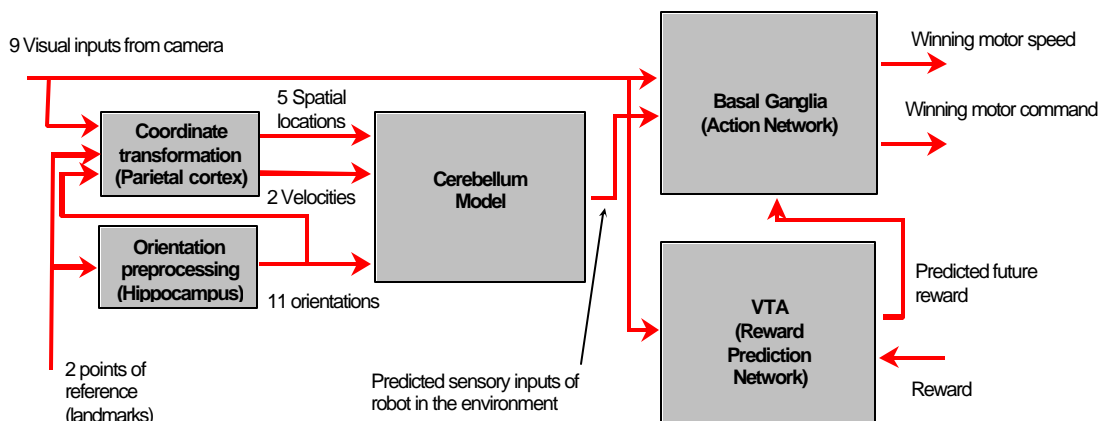 9 Visual inputs from camera
5 Spatial
locations
Coordinate
transformation
(Parietal cortex)
2 Velocities
Orientation
preprocessing
(Hippocampus)
11 orientations
2 points of
reference
(landmarks)
Cerebellum
Model
Predicted sensory inputs of
robot in the environment
Basal Ganglia
(Action Network)
Winning motor speed
Winning motor command
VTA
(Reward
Prediction
Network)
Predicted future
reward
Reward